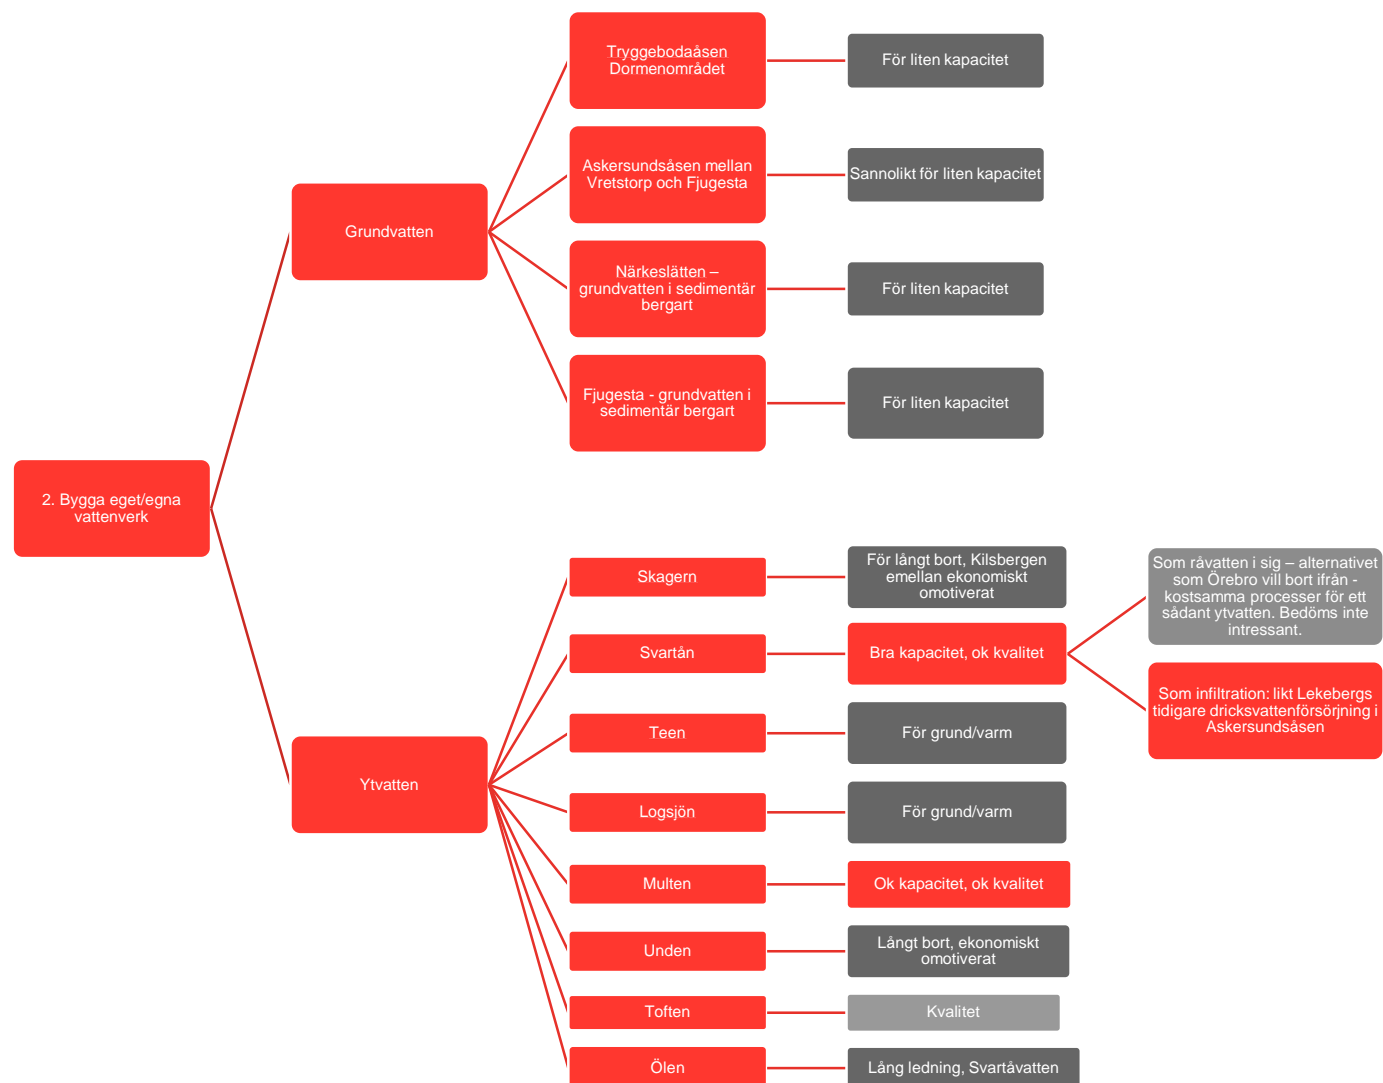 2. Bygga eget/egna
vattenverk
Grundvatten
Tryggebodaåsen
Dormenområdet
För liten kapacitet
Askersundsåsen mellan
Vretstorp och Fjugesta
Sannolikt för liten kapacitet
Närkeslätten –
grundvatten i sedimentär
bergart
För liten kapacitet
Fjugesta - grundvatten i
sedimentär bergart
För liten kapacitet
Ytvatten
Skagern
För långt bort, Kilsbergen
emellan ekonomiskt
omotiverat
Svartån
Bra kapacitet, ok kvalitet
Som råvatten i sig – alternativet
som Örebro vill bort ifrån -
kostsamma processer för ett
sådant ytvatten. Bedöms inte
intressant.
Som infiltration: likt Lekebergs
tidigare dricksvattenförsörjning i
Askersundsåsen
Teen
För grund/varm
Logsjön
För grund/varm
Multen
Ok kapacitet, ok kvalitet
Unden
Långt bort, ekonomiskt
omotiverat
Toften
Kvalitet
Ölen
Lång ledning, Svartåvatten